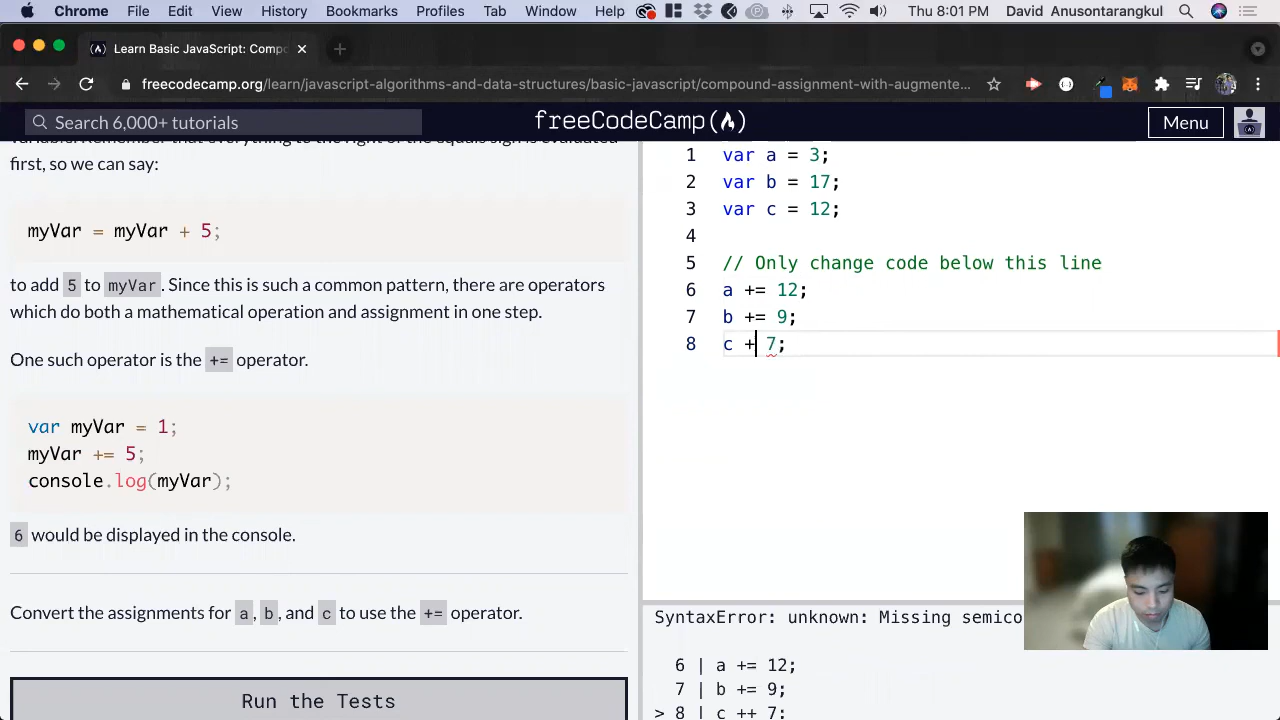 Chrome File Edit View History Bookmarks Profiles Tab Window Help Thu 8:01 PM David Anusontarangkul
Learn Basic JavaScript: Comp
freecodecamp.org/learn/javascript-algorithms-and-data-structures/basic-javascript/compound-assignment-with-augmente...
Search 6,000+ tutorials
freeCodeCamp
Menu
first, so we can say:
myVar = myVar + 5;
to add 5 to myVar. Since this is such a common pattern, there are operators
which do both a mathematical operation and assignment in one step.
One such operator is the += operator.
var myVar = 1;
myVar += 5;
console.log(myVar);
6 would be displayed in the console.
Convert the assignments for a, b, and c to use the += operator.
Run the Tests
1 var a = 3;
2 var b = 17;
3 var c = 12;
4
5 // Only change code below this line
6 a += 12;
7 b += 9;
8 c + 7;
SyntaxError: unknown: Missing semico
6 | a += 12;
7 | b += 9;
> 8 | c ++ 7;